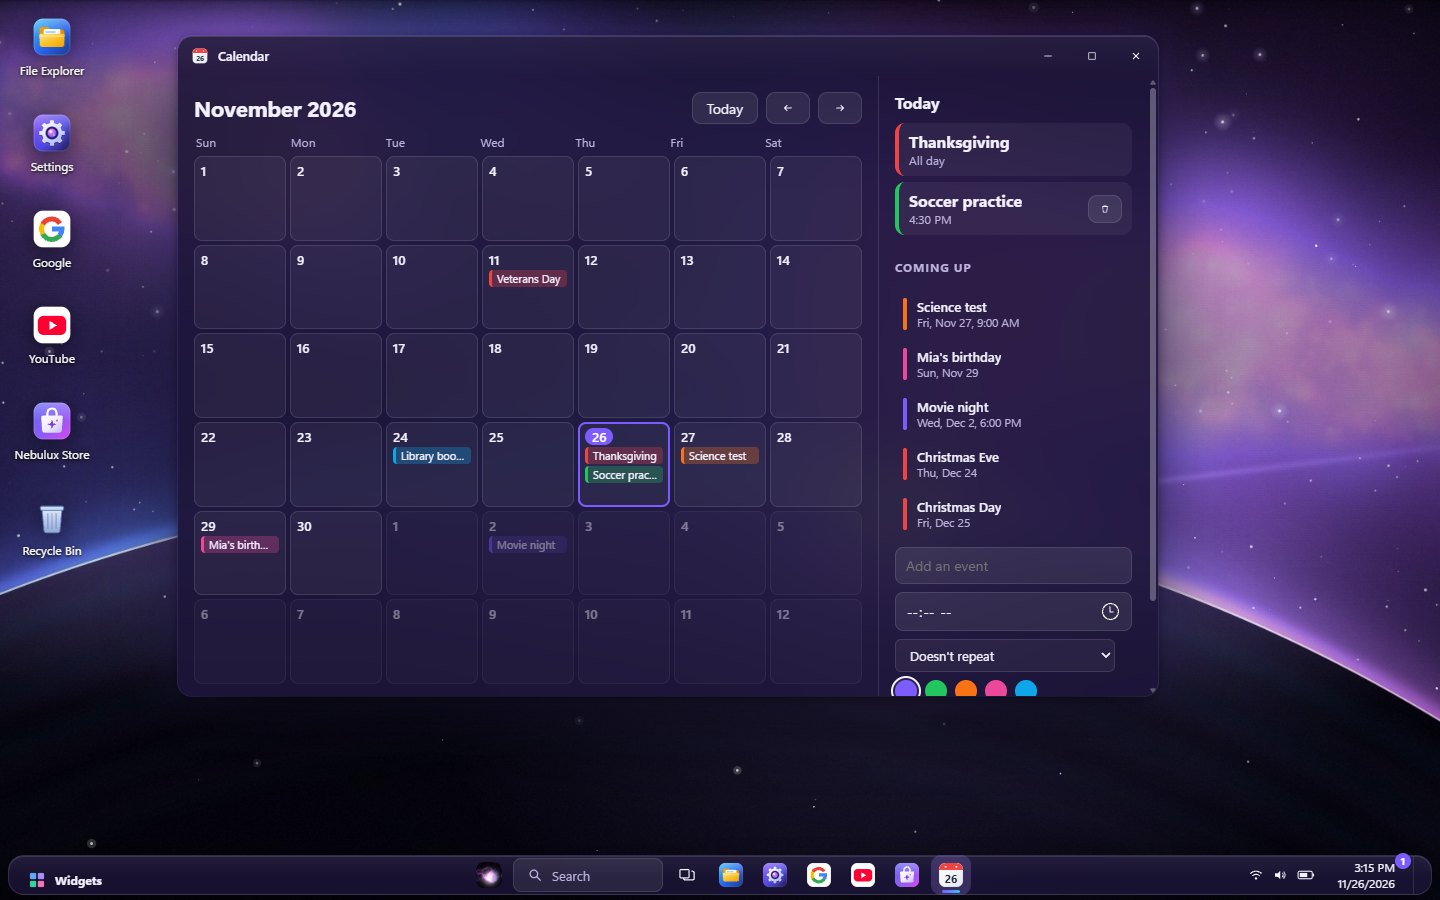 File Explorer
Settings
Google
YouTube
Nebulux Store
Recycle Bin
26
Calendar
November 2026
Today
Sun Mon Tue Wed Thu Fri Sat
1 2 3 4 5 6 7
8 9 10 11 12 13 14
Veterans Day
15 16 17 18 19 20 21
22 23 24 25 26 27 28
Library boo... Thanksgiving Science test
Soccer prac...
29 30 1 2 3 4 5
Mia's birth... Movie night
6 7 8 9 10 11 12
Today
Thanksgiving
All day
Soccer practice
4:30 PM
COMING UP
Science test
Fri, Nov 27, 9:00 AM
Mia's birthday
Sun, Nov 29
Movie night
Wed, Dec 2, 6:00 PM
Christmas Eve
Thu, Dec 24
Christmas Day
Fri, Dec 25
Add an event
--:-- --
Doesn't repeat
Widgets
Search
26
3:15 PM
1
11/26/2026